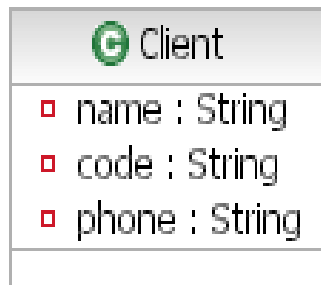 C Client
name : String
code : String
phone : String